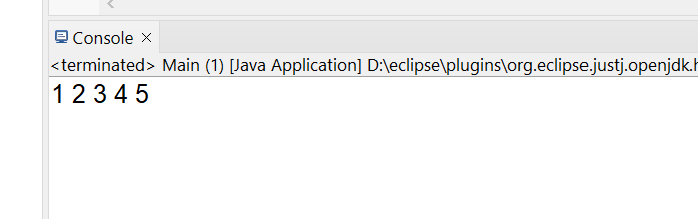 Console
<terminated> Main (1) [Java Application] D:\eclipse\plugins\org.eclipse.justj.openjdk.h
1 2 3 4 5